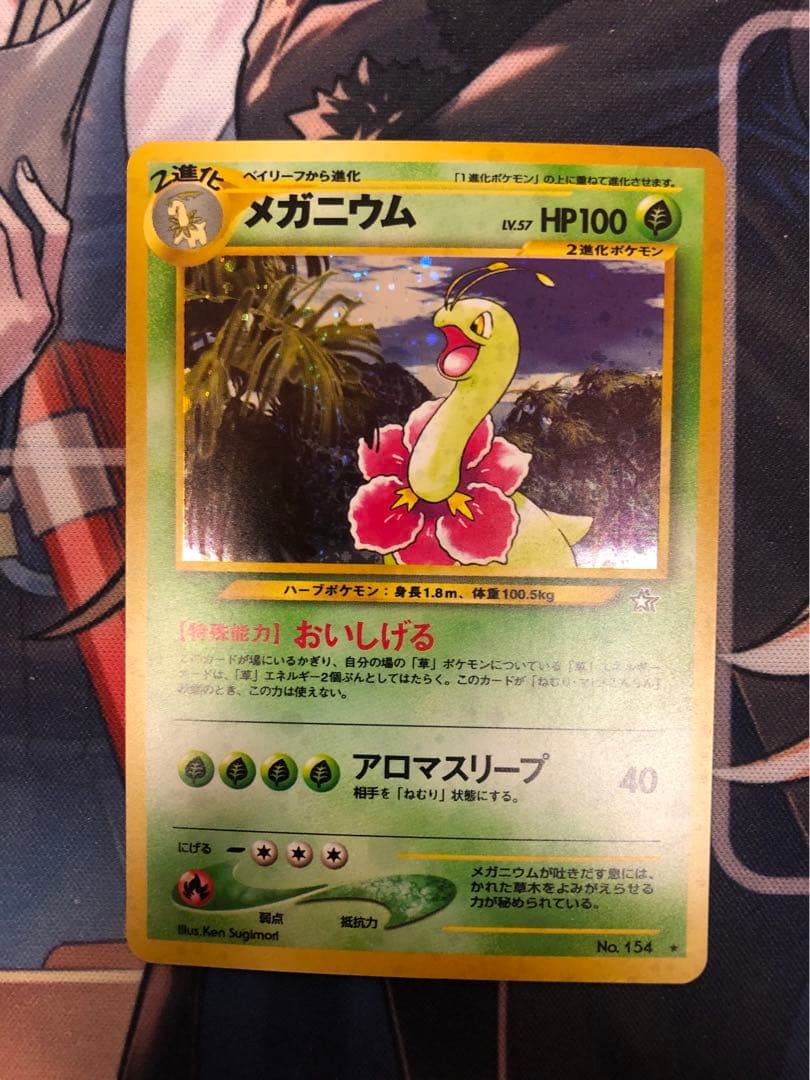 2進化
ベイリーフから進化
「1進化ポケモン」の上に重ねて進化させます。
メガニウム
LV.57 HP100
2進化ポケモン
ハーブポケモン：身長1.8m、体重100.5kg
【特殊能力】おいしげる
このカードが場にいるかぎり、自分の場の「草」ポケモンについている「草」エネルギー
カードは、「草」エネルギー2個ぶんとしてはたらく。このカードが「ねむり・マヒ・こんらん」
状態のとき、この力は使えない。
アロマスリープ 40
相手を「ねむり」状態にする。
にげる
弱点
抵抗力
メガニウムが吐きだす息には、
かれた草木をよみがえらせる
力が秘められている。
Illus.Ken Sugimori
No. 154 ★